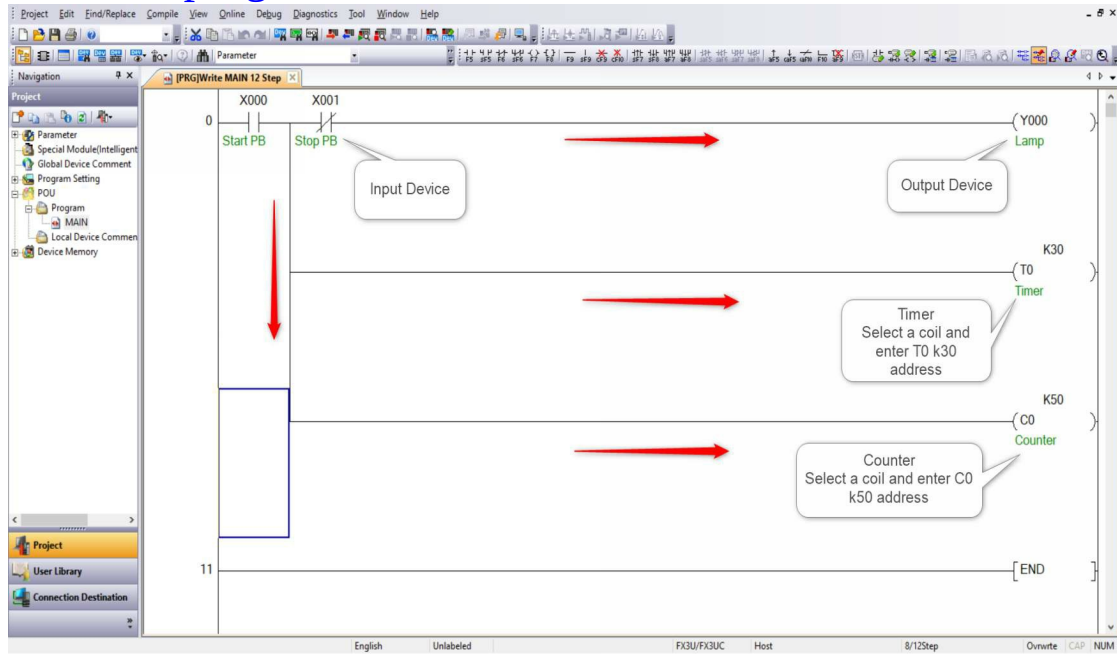 Project Edit Find/Replace Compile View Online Debug Diagnostics Tool Window Help
Parameter
Navigation
[PRG]Write MAIN 12 Step
Project
Parameter
Special Module(Intelligent
Global Device Comment
Program Setting
POU
Program
MAIN
Local Device Commen
Device Memory
Project
User Library
Connection Destination
X000 X001
0
Y000
Start PB Stop PB
Lamp
Input Device
Output Device
K30
T0
Timer
Timer
Select a coil and
enter T0 k30
address
K50
C0
Counter
Counter
Select a coil and enter C0
k50 address
11
END
English Unlabeled FX3U/FX3UC Host 8/12Step Ovrwrte CAP NUM